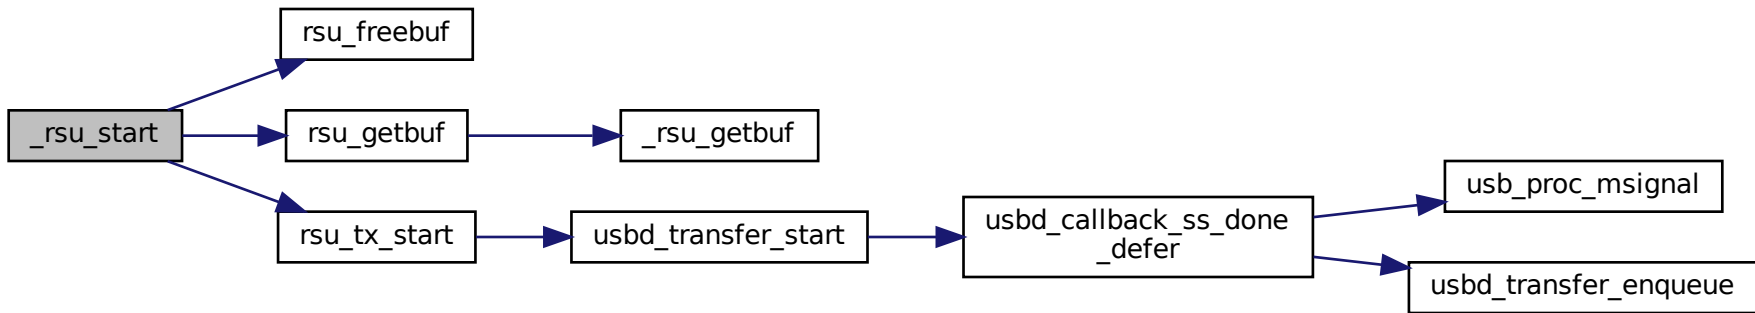 rsu_freebuf
_rsu_start
rsu_getbuf
_rsu_getbuf
usb_proc_msignal
rsu_tx_start
usbd_transfer_start
usbd_callback_ss_done
_defer
usbd_transfer_enqueue